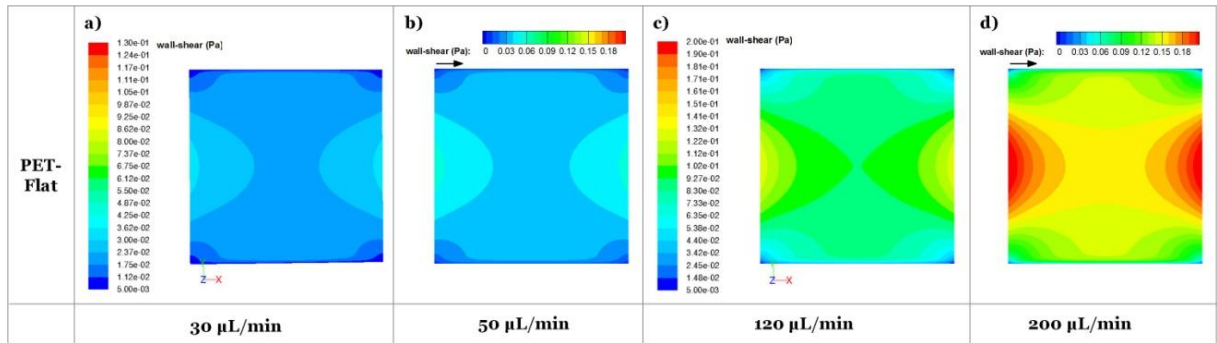 a)
1.30e-01
1.24e-01
1.17e-01
1.11e-01
1.05e-01
9.87e-02
9.25e-02
9.62e-02
8.00e-02
7.37e-02
6.75e-02
6.12e-02
5.50e-02
4.87e-02
4.25e-02
3.62e-02
3.00e-02
2.37e-02
1.75e-02
1.12e-02
5.00e-03
wall-shear (Pa)
Z X
b)
wall-shear (Pa): 0 0.03 0.06 0.09 0.12 0.15 0.18
c)
2.00e-01
1.90e-01
1.81e-01
1.71e-01
1.61e-01
1.51e-01
1.41e-01
1.32e-01
1.22e-01
1.12e-01
1.02e-01
9.27e-02
8.30e-02
7.33e-02
6.35e-02
5.38e-02
4.40e-02
3.42e-02
2.45e-02
1.48e-02
5.00e-03
wall-shear (Pa)
Z X
d)
wall-shear (Pa): 0 0.03 0.06 0.09 0.12 0.15 0.18
PET-
Flat
30 µL/min
50 µL/min
120 µL/min
200 µL/min